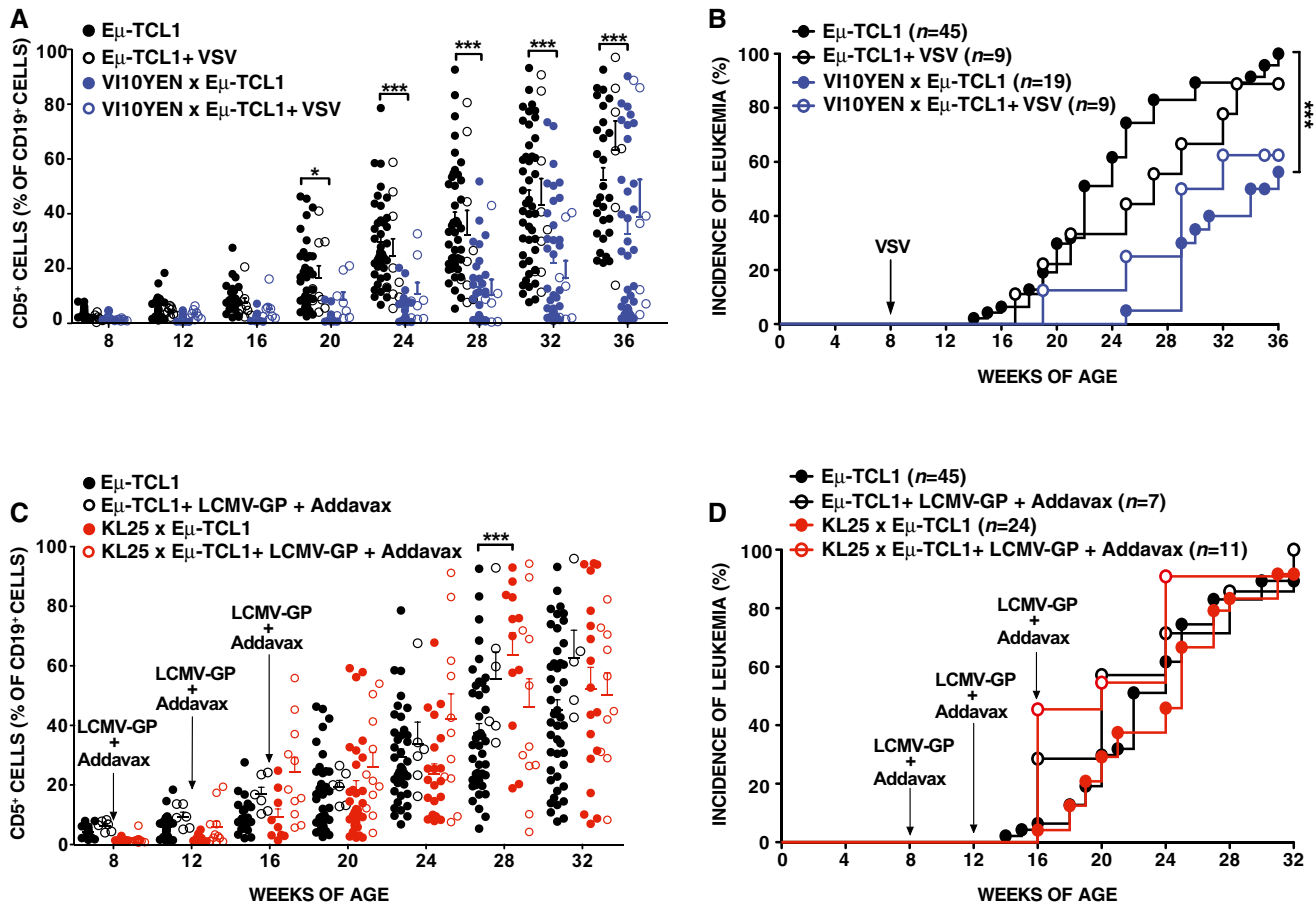 A
Eμ-TCL1
Eμ-TCL1+ VSV
VI10YEN x Eμ-TCL1
VI10YEN x Eμ-TCL1+ VSV
CD5⁺ CELLS (% OF CD19⁺ CELLS)
100
80
60
40
20
0
* *** *** *** ***
8 12 16 20 24 28 32 36
B
Eμ-TCL1 (n=45)
Eμ-TCL1+ VSV (n=9)
VI10YEN x Eμ-TCL1 (n=19)
VI10YEN x Eμ-TCL1+ VSV (n=9)
INCIDENCE OF LEUKEMIA (%)
100
80
60
40
20
0
VSV
***
0 4 8 12 16 20 24 28 32 36
WEEKS OF AGE
C
Eμ-TCL1
Eμ-TCL1+ LCMV-GP + Addavax
KL25 x Eμ-TCL1
KL25 x Eμ-TCL1+ LCMV-GP + Addavax
CD5⁺ CELLS (% OF CD19⁺ CELLS)
100
80
60
40
20
0
LCMV-GP
+
Addavax
LCMV-GP
+
Addavax
LCMV-GP
+
Addavax
***
8 12 16 20 24 28 32
WEEKS OF AGE
D
Eμ-TCL1 (n=45)
Eμ-TCL1+ LCMV-GP + Addavax (n=7)
KL25 x Eμ-TCL1 (n=24)
KL25 x Eμ-TCL1+ LCMV-GP + Addavax (n=11)
INCIDENCE OF LEUKEMIA (%)
100
80
60
40
20
0
LCMV-GP
+
Addavax
LCMV-GP
+
Addavax
LCMV-GP
+
Addavax
0 4 8 12 16 20 24 28 32
WEEKS OF AGE